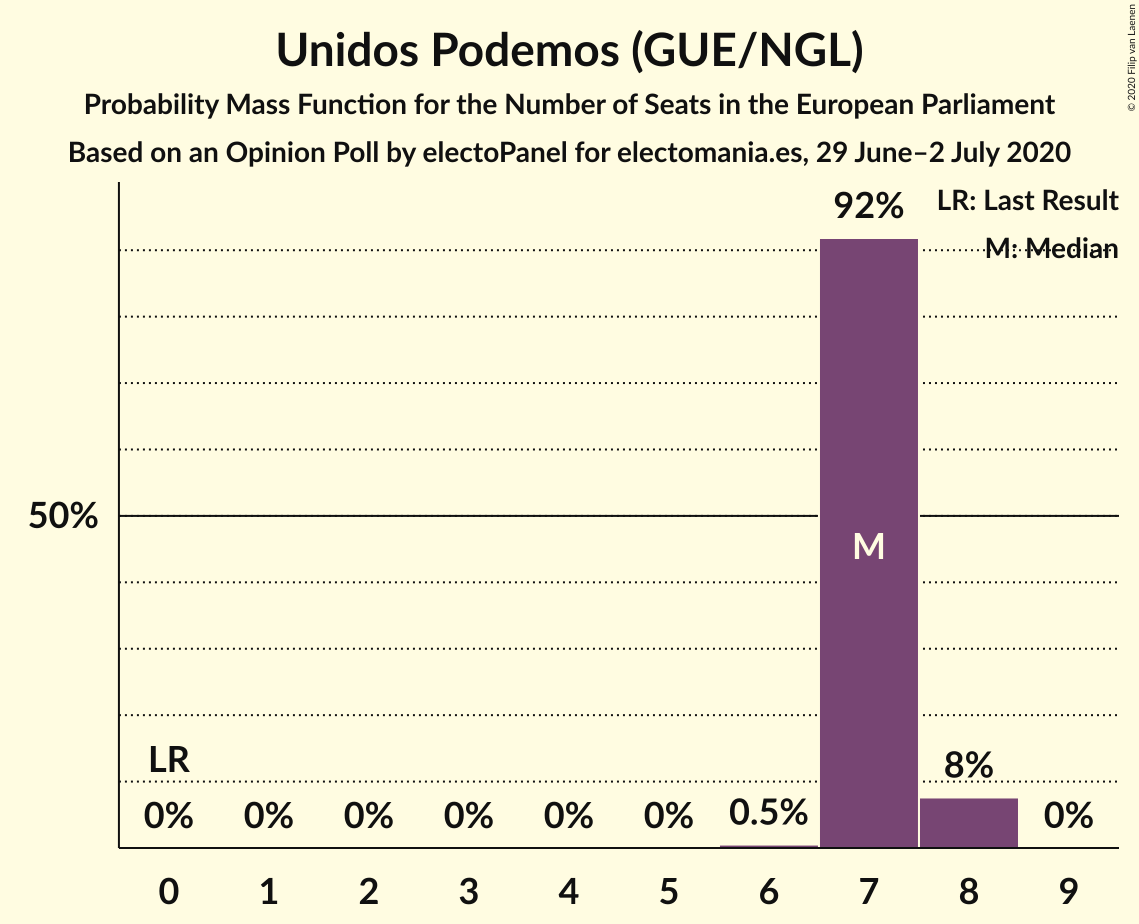 Unidos Podemos (GUE/NGL)
Probability Mass Function for the Number of Seats in the European Parliament
Based on an Opinion Poll by electoPanel for electomania.es, 29 June–2 July 2020
© 2020 Filip van Laenen
92%
LR: Last Result
M: Median
50%
M
LR
8%
0% 0% 0% 0% 0% 0% 0.5% 0%
0 1 2 3 4 5 6 7 8 9